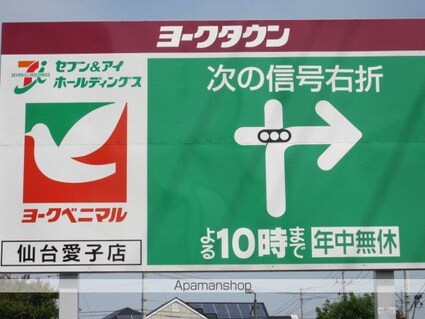 ヨークタウン
セブン&アイ
ホールディングス
ヨークベニマル
仙台愛子店
次の信号右折
よる10時まで 年中無休
Apamanshop